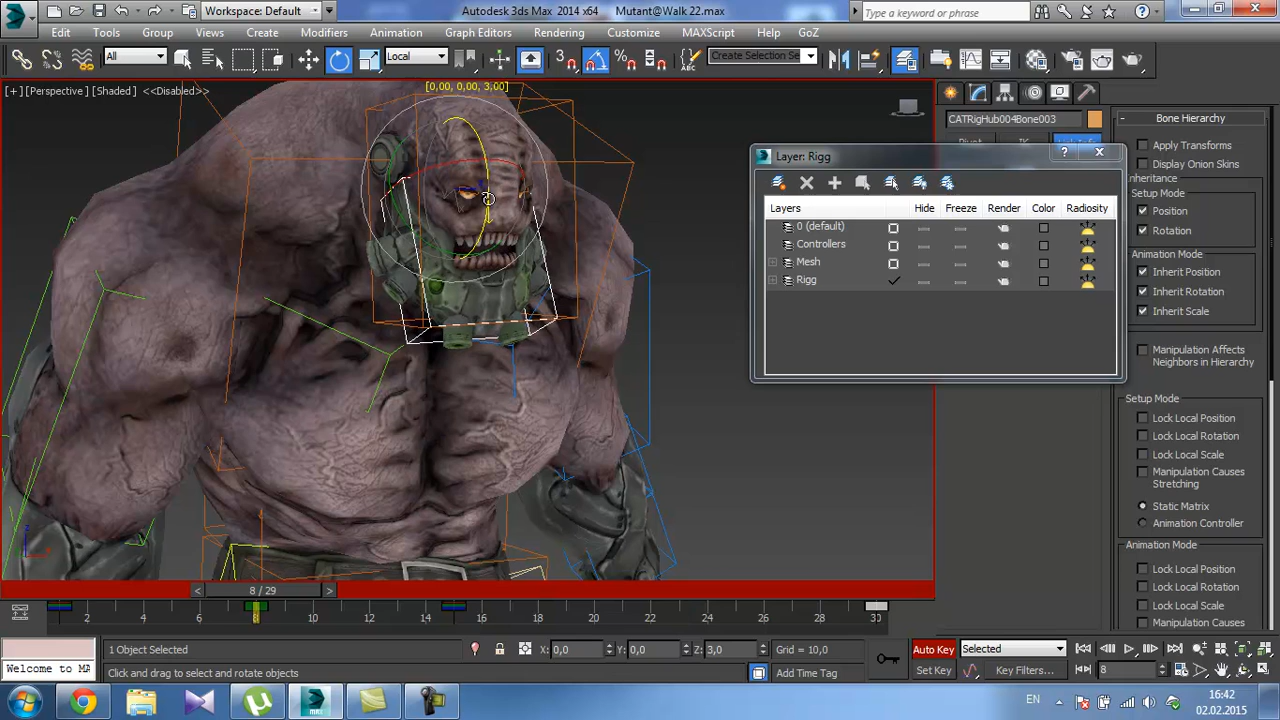 Workspace: Default
Autodesk 3ds Max 2014 x64 Mutant@Walk 22.max
Type a keyword or phrase
Edit Tools Group Views Create Modifiers Animation Graph Editors Rendering Customize MAXScript Help GoZ
All
Local
Create Selection Se
[+] [Perspective] [Shaded] <<Disabled>>
[0,00, 0,00, 3,00]
CATRigHub004Bone003
Layer: Rigg
Layers Hide Freeze Render Color Radiosity
0 (default)
Controllers
Mesh
Rigg
Bone Hierarchy
Apply Transforms
Display Onion Skins
Inheritance
Setup Mode
Position
Rotation
Animation Mode
Inherit Position
Inherit Rotation
Inherit Scale
Manipulation Affects
Neighbors in Hierarchy
Setup Mode
Lock Local Position
Lock Local Rotation
Lock Local Scale
Manipulation Causes
Stretching
Static Matrix
Animation Controller
Animation Mode
Lock Local Position
Lock Local Rotation
Lock Local Scale
Manipulation Causes
< 8 / 29 >
2 8 10 12 14 16 18 20 22 24 26 28 30
1 Object Selected
X: 0,0 Y: 0,0 Z: 3,0
Grid = 10,0
Auto Key Selected
Welcome to MA
Click and drag to select and rotate objects
Add Time Tag
Set Key Key Filters...
8
EN
16:42
02.02.2015